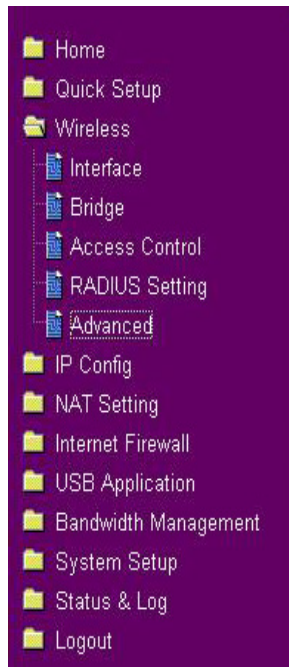 Home
Quick Setup
Wireless
Interface
Bridge
Access Control
RADIUS Setting
Advanced
IP Config
NAT Setting
Internet Firewall
USB Application
Bandwidth Management
System Setup
Status & Log
Logout